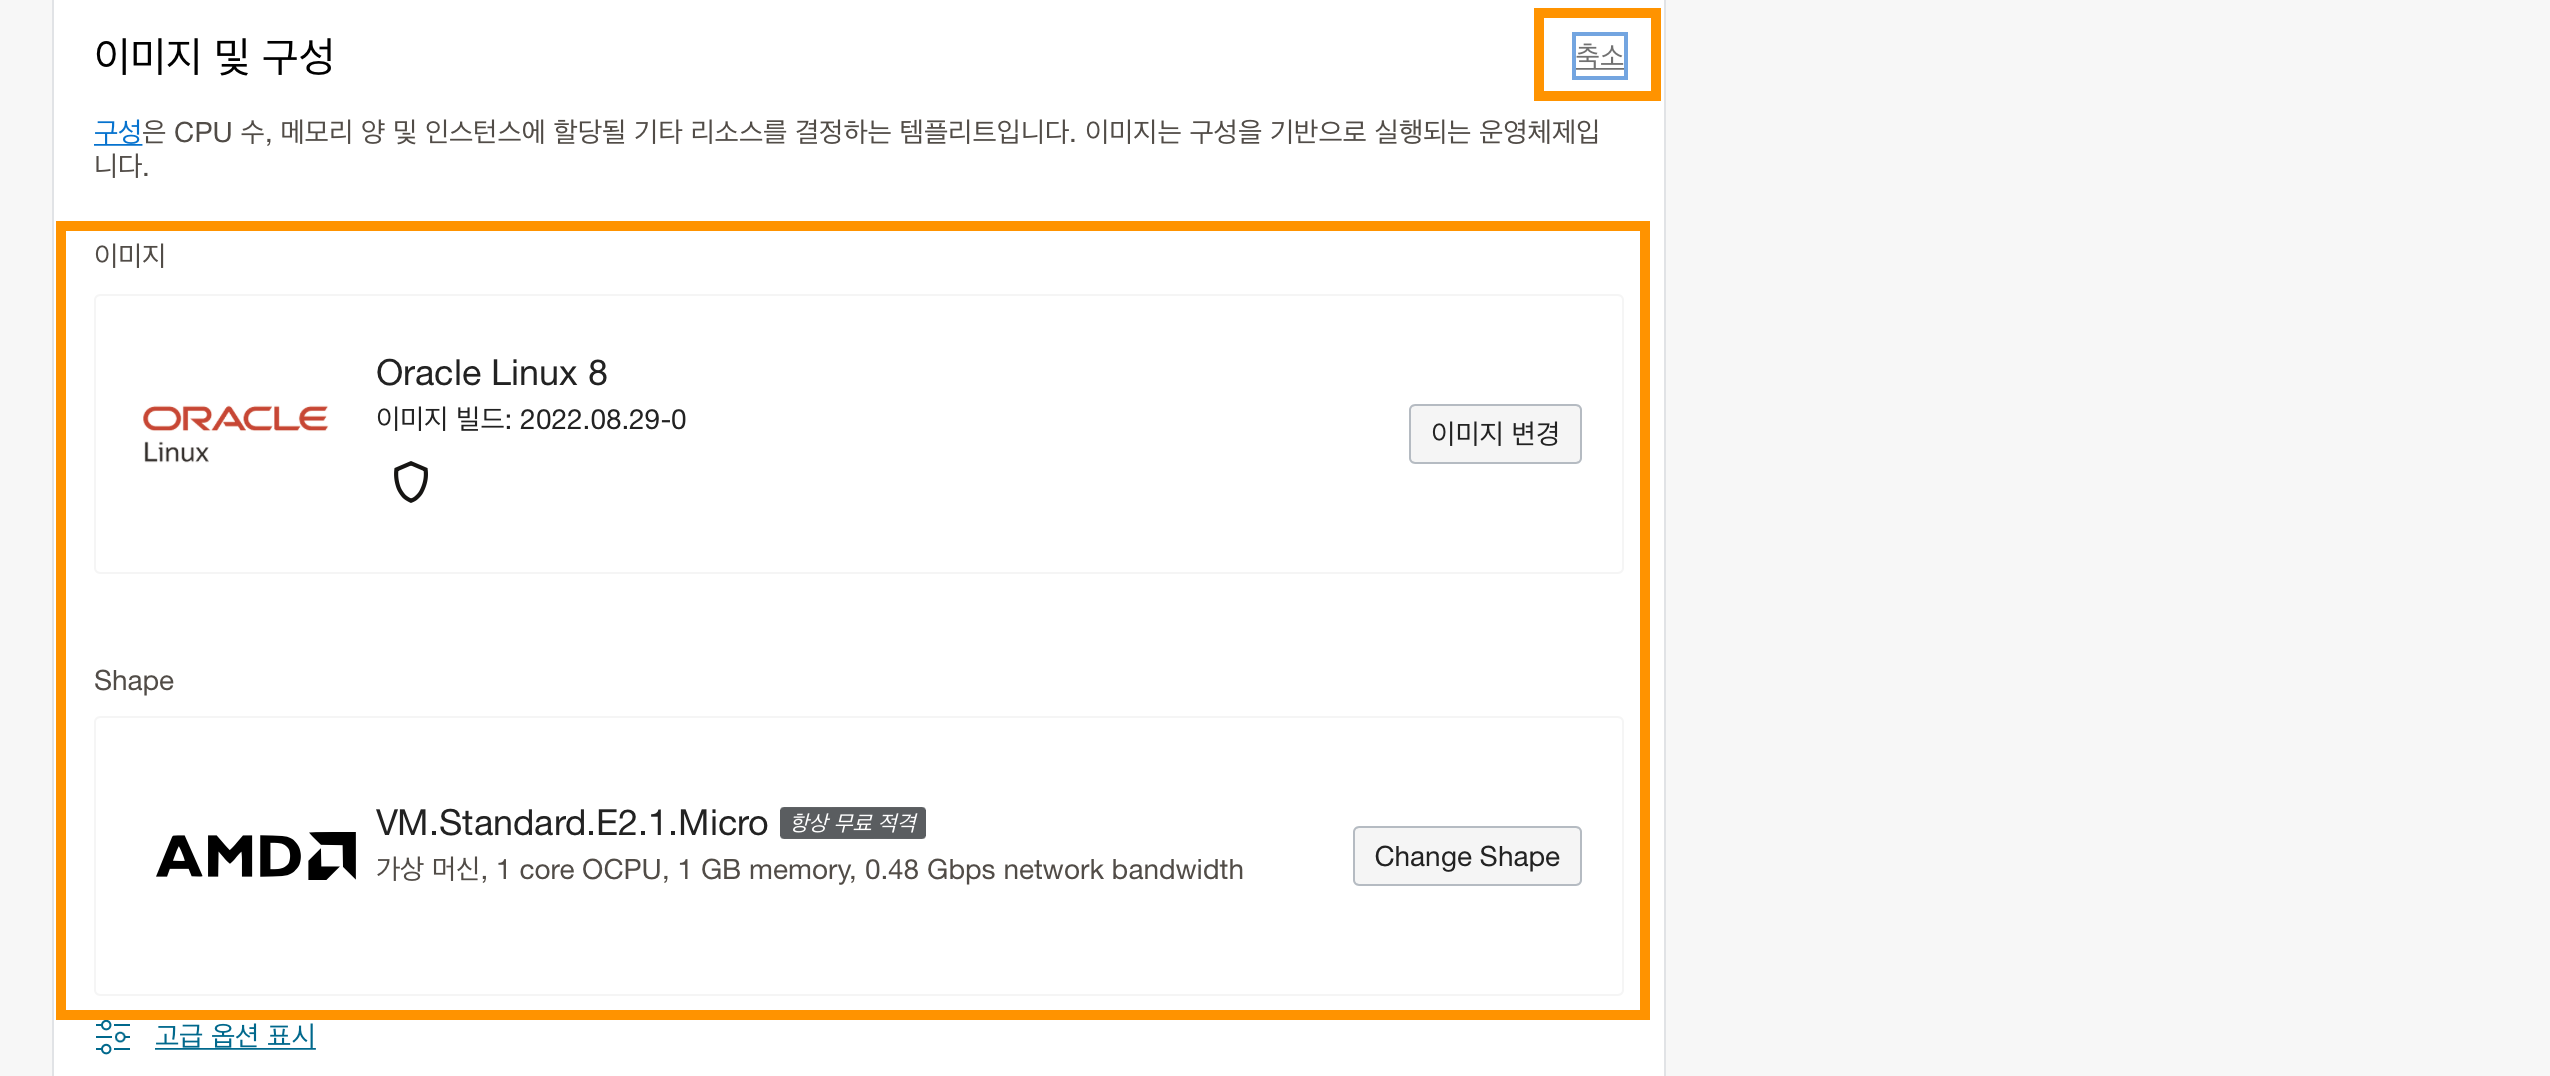 이미지 및 구성
축소
구성은 CPU 수, 메모리 양 및 인스턴스에 할당될 기타 리소스를 결정하는 템플리트입니다. 이미지는 구성을 기반으로 실행되는 운영체제입
니다.
이미지
Oracle Linux 8
이미지 빌드: 2022.08.29-0
ORACLE
Linux
이미지 변경
Shape
AMD
VM.Standard.E2.1.Micro 항상 무료 적격
가상 머신, 1 core OCPU, 1 GB memory, 0.48 Gbps network bandwidth
Change Shape
고급 옵션 표시